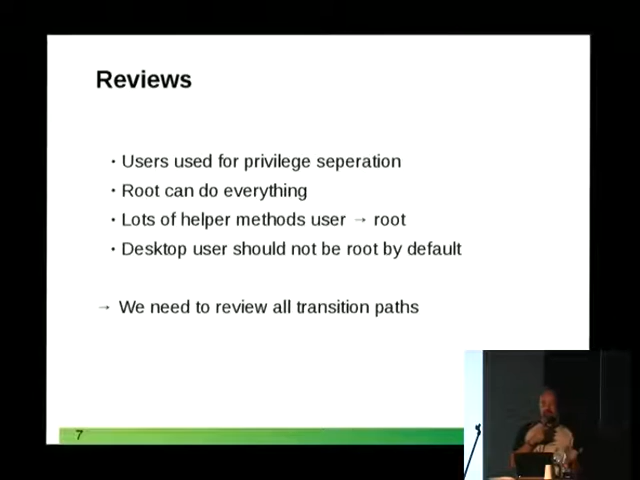 Reviews
• Users used for privilege seperation
• Root can do everything
• Lots of helper methods user → root
• Desktop user should not be root by default
→ We need to review all transition paths
7